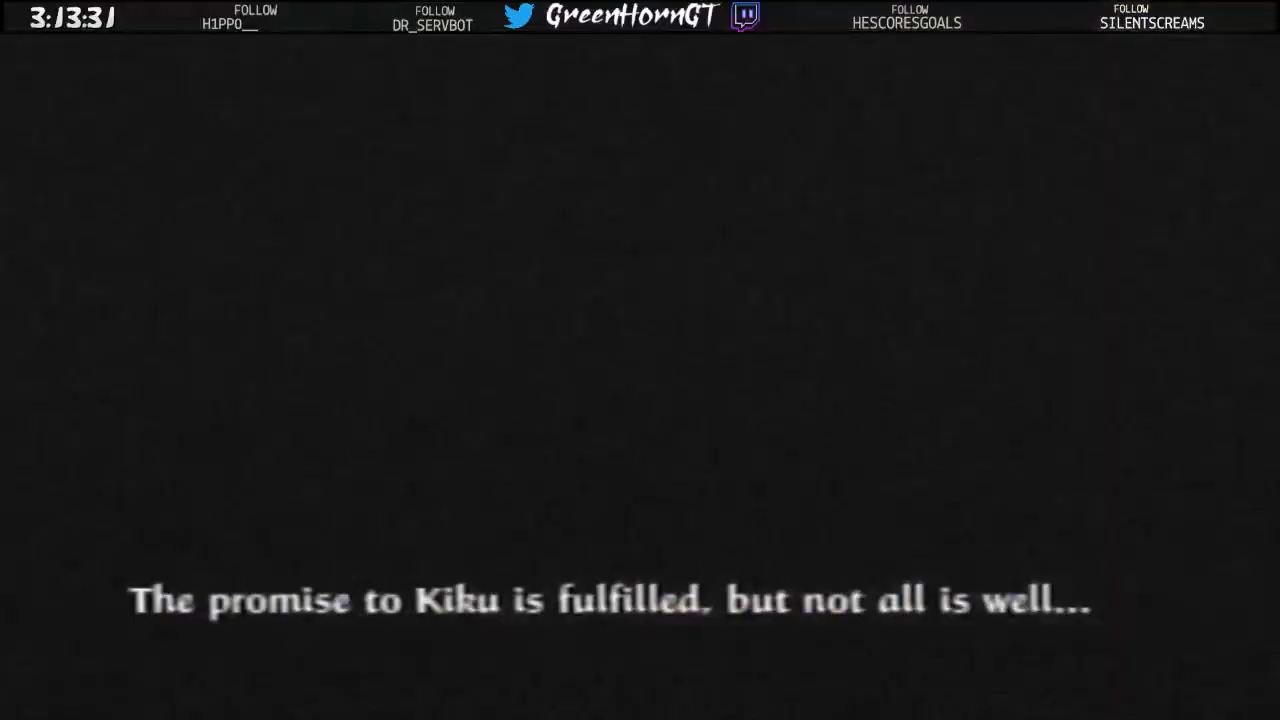 3:13:31
FOLLOW
H1PPO__
FOLLOW
DR_SERVBOT
GreenHornGT
FOLLOW
HESCORESGOALS
FOLLOW
SILENTSCREAMS
The promise to Kiku is fulfilled, but not all is well...